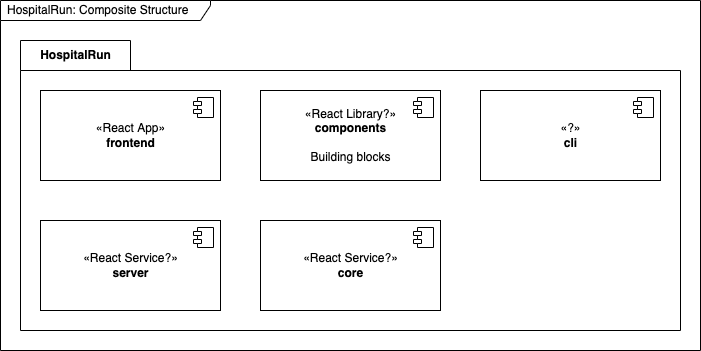 HospitalRun: Composite Structure
HospitalRun
«React App»
frontend
«React Library?»
components
Building blocks
«?»
cli
«React Service?»
server
«React Service?»
core